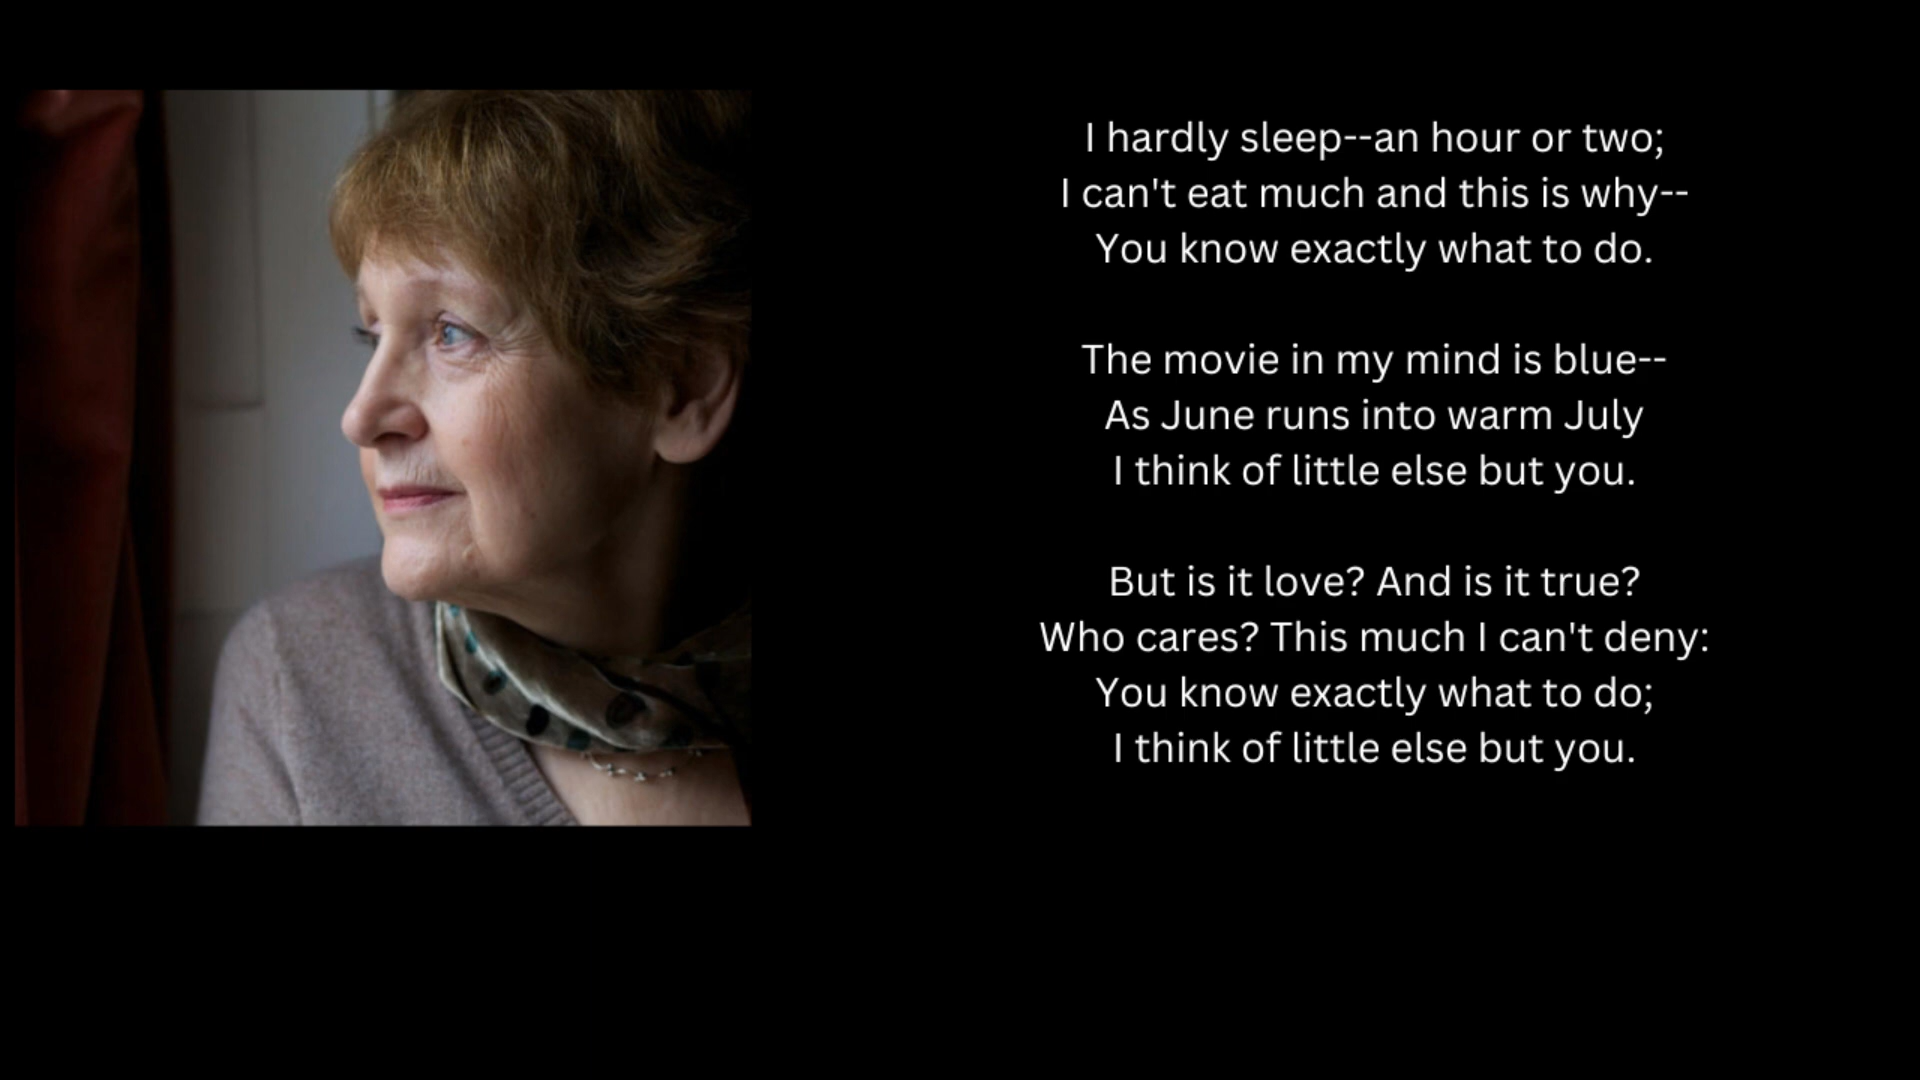 I hardly sleep--an hour or two;
I can't eat much and this is why--
You know exactly what to do.
The movie in my mind is blue--
As June runs into warm July
I think of little else but you.
But is it love? And is it true?
Who cares? This much I can't deny:
You know exactly what to do;
I think of little else but you.